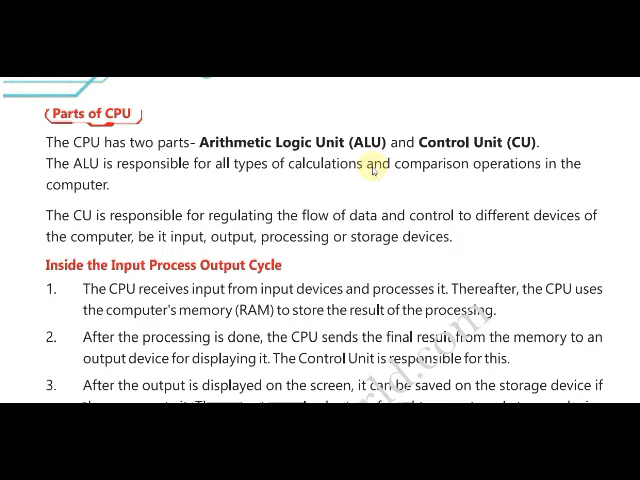 Parts of CPU
The CPU has two parts- Arithmetic Logic Unit (ALU) and Control Unit (CU).
The ALU is responsible for all types of calculations and comparison operations in the
computer.
The CU is responsible for regulating the flow of data and control to different devices of
the computer, be it input, output, processing or storage devices.
Inside the Input Process Output Cycle
1. The CPU receives input from input devices and processes it. Thereafter, the CPU uses
the computer's memory (RAM) to store the result of the processing.
2. After the processing is done, the CPU sends the final result from the memory to an
output device for displaying it. The Control Unit is responsible for this.
3. After the output is displayed on the screen, it can be saved on the storage device if